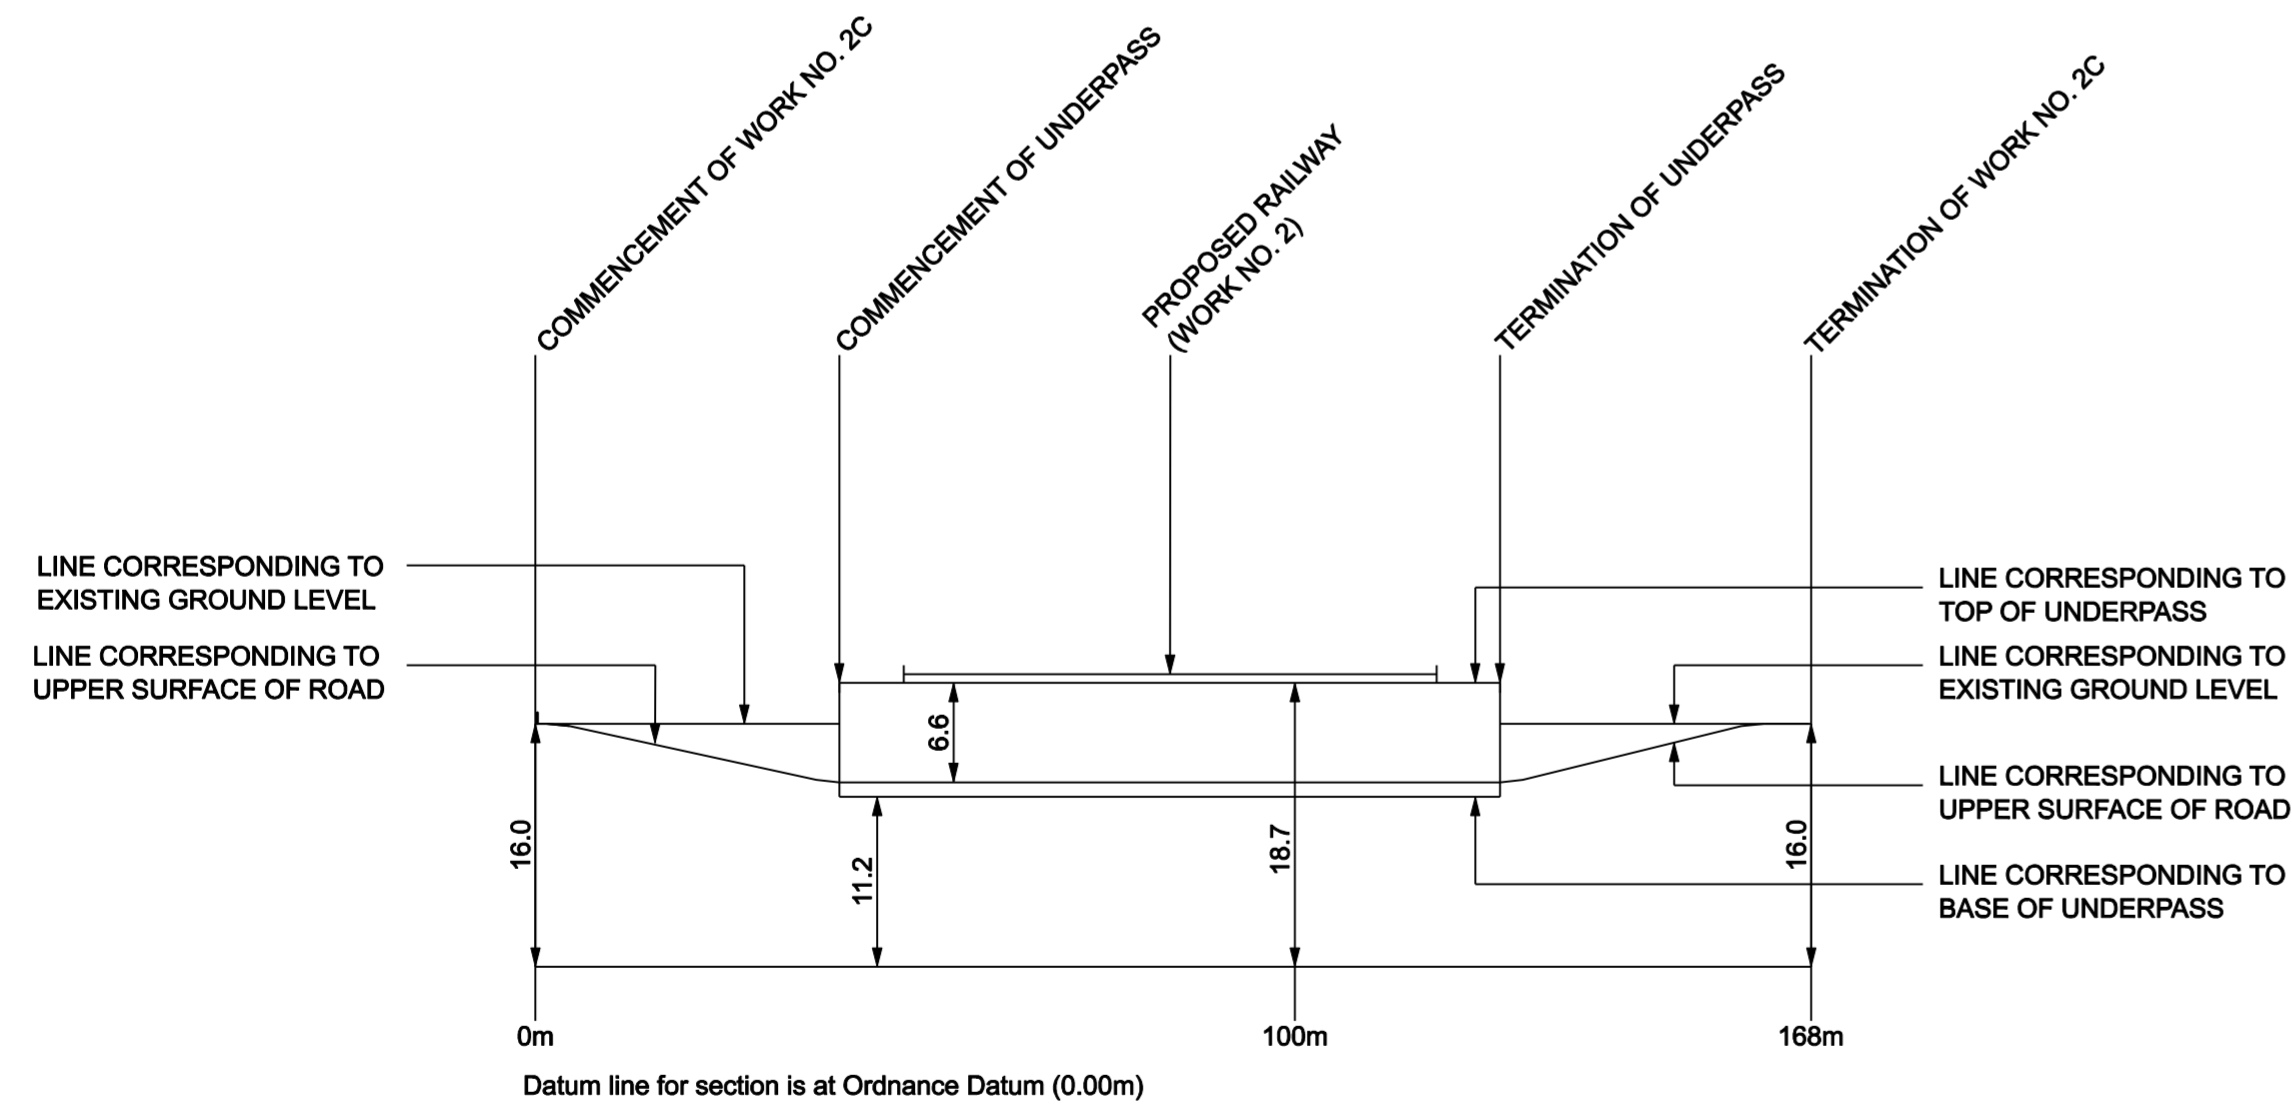 COMMENCEMENT OF WORK NO. 2C
COMMENCEMENT OF UNDERPASS
PROPOSED RAILWAY
(WORK NO. 2)
TERMINATION OF UNDERPASS
TERMINATION OF WORK NO. 2C
LINE CORRESPONDING TO
EXISTING GROUND LEVEL
LINE CORRESPONDING TO
UPPER SURFACE OF ROAD
LINE CORRESPONDING TO
TOP OF UNDERPASS
LINE CORRESPONDING TO
EXISTING GROUND LEVEL
LINE CORRESPONDING TO
UPPER SURFACE OF ROAD
LINE CORRESPONDING TO
BASE OF UNDERPASS
16.0
11.2
6.6
18.7
16.0
0m
100m
168m
Datum line for section is at Ordnance Datum (0.00m)